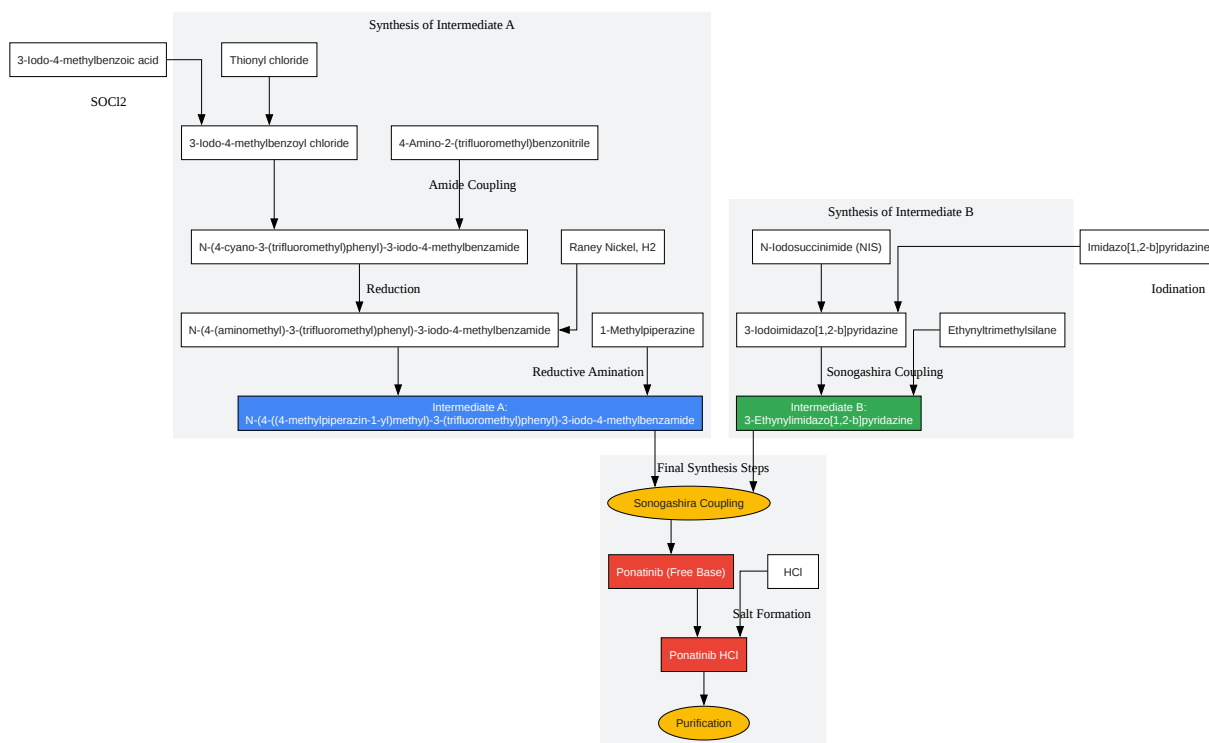 Synthesis of Intermediate A
3-Iodo-4-methylbenzoic acid
Thionyl chloride
SOCl2
3-Iodo-4-methylbenzoyl chloride
4-Amino-2-(trifluoromethyl)benzonitrile
Amide Coupling
N-(4-cyano-3-(trifluoromethyl)phenyl)-3-iodo-4-methylbenzamide
Raney Nickel, H2
Reduction
N-(4-(aminomethyl)-3-(trifluoromethyl)phenyl)-3-iodo-4-methylbenzamide
1-Methylpiperazine
Reductive Amination
Intermediate A:
N-(4-((4-methylpiperazin-1-yl)methyl)-3-(trifluoromethyl)phenyl)-3-iodo-4-methylbenzamide
Synthesis of Intermediate B
N-Iodosuccinimide (NIS)
Imidazo[1,2-b]pyridazine
Iodination
3-Iodoimidazo[1,2-b]pyridazine
Ethynyltrimethylsilane
Sonogashira Coupling
Intermediate B:
3-Ethynylimidazo[1,2-b]pyridazine
Final Synthesis Steps
Sonogashira Coupling
Ponatinib (Free Base)
HCl
Salt Formation
Ponatinib HCl
Purification